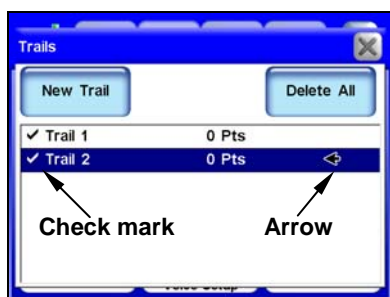 Trails
New Trail
Delete All
✔ Trail 1 0 Pts
✔ Trail 2 0 Pts
Check mark
Arrow